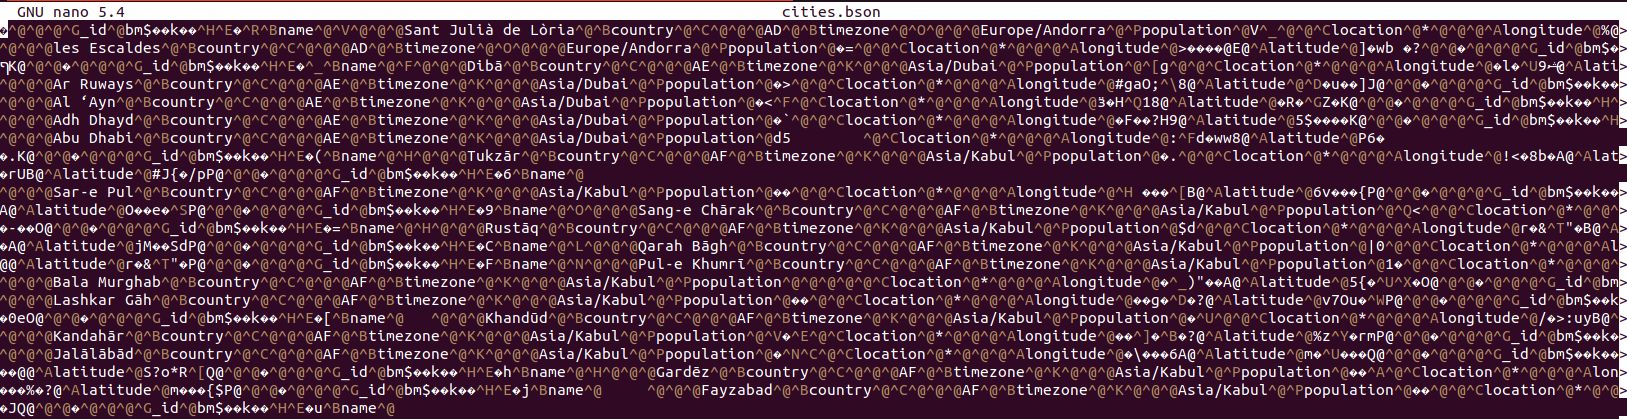 GNU nano 5.4 cities.bson
�^@^@^@^G_id^@bm$��k��^H^E�^R^Bname^@^V^@^@^@Sant Julià de Lòria^@^Bcountry^@^C^@^@^@AD^@^Btimezone^@^O^@^@^@Europe/Andorra^@^Ppopulation^@V^_^@^@^Clocation^@*^@^@^@^Alongitude^@%@>
^@^@^@les Escaldes^@^Bcountry^@^C^@^@^@AD^@^Btimezone^@^O^@^@^@Europe/Andorra^@^Ppopulation^@�=^@^@^Clocation^@*^@^@^@^Alongitude^@>����@E@^Alatitude^@]�wb �?^@^@�^@^@^@^G_id^@bm$�>
K@^@^@�^@^@^@^G_id^@bm$��k��^H^E�^_^Bname^@^F^@^@^@Dibā^@^Bcountry^@^C^@^@^@AE^@^Btimezone^@^K^@^@^@Asia/Dubai^@^Ppopulation^@^[g^@^@^Clocation^@*^@^@^@^Alongitude^@�l�^U9@^Alati>
^@^@^@Ar Ruways^@^Bcountry^@^C^@^@^@AE^@^Btimezone^@^K^@^@^@Asia/Dubai^@^Ppopulation^@�>^@^@^Clocation^@*^@^@^@^Alongitude^@#gaO;^\8@^Alatitude^@^D�u��]J@^@^@�^@^@^@^G_id^@bm$��k��>
^@^@^@Al ‘Ayn^@^Bcountry^@^C^@^@^@AE^@^Btimezone^@^K^@^@^@Asia/Dubai^@^Ppopulation^@�<^F^@^Clocation^@*^@^@^@^Alongitude^@�H^Q18@^Alatitude^@�R�^GZ�K@^@^@�^@^@^@^G_id^@bm$��k��^H^>
^@^@^@Adh Dhayd^@^Bcountry^@^C^@^@^@AE^@^Btimezone^@^K^@^@^@Asia/Dubai^@^Ppopulation^@�`^@^@^Clocation^@*^@^@^@^Alongitude^@�F��?H9@^Alatitude^@5$����K@^@^@�^@^@^@^G_id^@bm$��k��^H>
^@^@^@Abu Dhabi^@^Bcountry^@^C^@^@^@AE^@^Btimezone^@^K^@^@^@Asia/Dubai^@^Ppopulation^@d5 ^@^Clocation^@*^@^@^@^Alongitude^@:^Fd�ww8@^Alatitude^@P6�
�.K@^@^@�^@^@^@^G_id^@bm$��k��^H^E�(^Bname^@^H^@^@^@Tukzār^@^Bcountry^@^C^@^@^@AF^@^Btimezone^@^K^@^@^@Asia/Kabul^@^Ppopulation^@�.^@^@^Clocation^@*^@^@^@^Alongitude^@!<�8b�A@^Alat>
�rUB@^Alatitude^@#J{�/pP@^@^@�^@^@^@^G_id^@bm$��k��^H^E�6^Bname^@
^@^@^@Sar-e Pul^@^Bcountry^@^C^@^@^@AF^@^Btimezone^@^K^@^@^@Asia/Kabul^@^Ppopulation^@��^@^@^Clocation^@*^@^@^@^Alongitude^@^H ���^[B@^Alatitude^@6v���{P@^@^@�^@^@^@^G_id^@bm$��k��>
A@^Alatitude^@O��e�^SP@^@^@�^@^@^@^G_id^@bm$��k��^H^E�9^Bname^@^O^@^@^@Sang-e Chārak^@^Bcountry^@^C^@^@^@AF^@^Btimezone^@^K^@^@^@Asia/Kabul^@^Ppopulation^@^Q<^@^@^Clocation^@*^@^@^>
�-��O@^@^@�^@^@^@^G_id^@bm$��k��^H^E�=^Bname^@^H^@^@^@Rustāq^@^Bcountry^@^C^@^@^@AF^@^Btimezone^@^K^@^@^@Asia/Kabul^@^Ppopulation^@$d^@^@^Clocation^@*^@^@^@^Alongitude^@r�&^T"�B@^A>
�A@^Alatitude^@jM��SdP@^@^@�^@^@^@^G_id^@bm$��k��^H^E�C^Bname^@^L^@^@^@Qarah Bāgh^@^Bcountry^@^C^@^@^@AF^@^Btimezone^@^K^@^@^@Asia/Kabul^@^Ppopulation^@|0^@^@^Clocation^@*^@^@^@^Al>
@@^Alatitude^@r�&^T"�P@^@^@�^@^@^@^G_id^@bm$��k��^H^E�F^Bname^@^N^@^@^@Pul-e Khumrī^@^Bcountry^@^C^@^@^@AF^@^Btimezone^@^K^@^@^@Asia/Kabul^@^Ppopulation^@1�^@^@^Clocation^@*^@^@^@^>
^@^@^@Bala Murghab^@^Bcountry^@^C^@^@^@AF^@^Btimezone^@^K^@^@^@Asia/Kabul^@^Ppopulation^@^@^@^@^@^Clocation^@*^@^@^@^Alongitude^@�^_)"��A@^Alatitude^@5{�^U^X�O@^@^@�^@^@^@^G_id^@bm>
^@^@^@Lashkar Gāh^@^Bcountry^@^C^@^@^@AF^@^Btimezone^@^K^@^@^@Asia/Kabul^@^Ppopulation^@��^@^@^Clocation^@*^@^@^@^Alongitude^@��g�^D�?@^Alatitude^@v7Ou�^WP@^@^@�^@^@^@^G_id^@bm$��k>
�0eO@^@^@�^@^@^@^G_id^@bm$��k��^H^E�[^Bname^@ ^@^@^@Khandūd^@^Bcountry^@^C^@^@^@AF^@^Btimezone^@^K^@^@^@Asia/Kabul^@^Ppopulation^@�^U^@^@^Clocation^@*^@^@^@^Alongitude^@/�>:uyB@^>
^@^@^@Kandahār^@^Bcountry^@^C^@^@^@AF^@^Btimezone^@^K^@^@^@Asia/Kabul^@^Ppopulation^@^V�^E^@^Clocation^@*^@^@^@^Alongitude^@��^]�^B�?@^Alatitude^@%z^Y�rmP@^@^@�^@^@^@^G_id^@bm$��k�>
^@^@^@Jalālābād^@^Bcountry^@^C^@^@^@AF^@^Btimezone^@^K^@^@^@Asia/Kabul^@^Ppopulation^@�^N^C^@^Clocation^@*^@^@^@^Alongitude^@�\���6A@^Alatitude^@m�^U���Q@^@^@�^@^@^@^G_id^@bm$��k��>
��@@^Alatitude^@S?o*R^[Q@^@^@�^@^@^@^G_id^@bm$��k��^H^E�h^Bname^@^H^@^@^@Gardēz^@^Bcountry^@^C^@^@^@AF^@^Btimezone^@^K^@^@^@Asia/Kabul^@^Ppopulation^@��^A^@^Clocation^@*^@^@^@^Alon>
���%�?@^Alatitude^@m���{$P@^@^@�^@^@^@^G_id^@bm$��k��^H^E�j^Bname^@ ^@^@^@Fayzabad^@^Bcountry^@^C^@^@^@AF^@^Btimezone^@^K^@^@^@Asia/Kabul^@^Ppopulation^@��^@^@^Clocation^@*^@^@^@>
�JQ@^@^@�^@^@^@^G_id^@bm$��k��^H^E�u^Bname^@